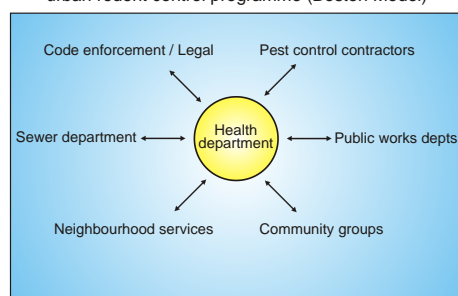 urban rodent control programme (Boston Model)
Code enforcement / Legal
Pest control contractors
Sewer department
Health
department
Public works depts
Neighbourhood services
Community groups